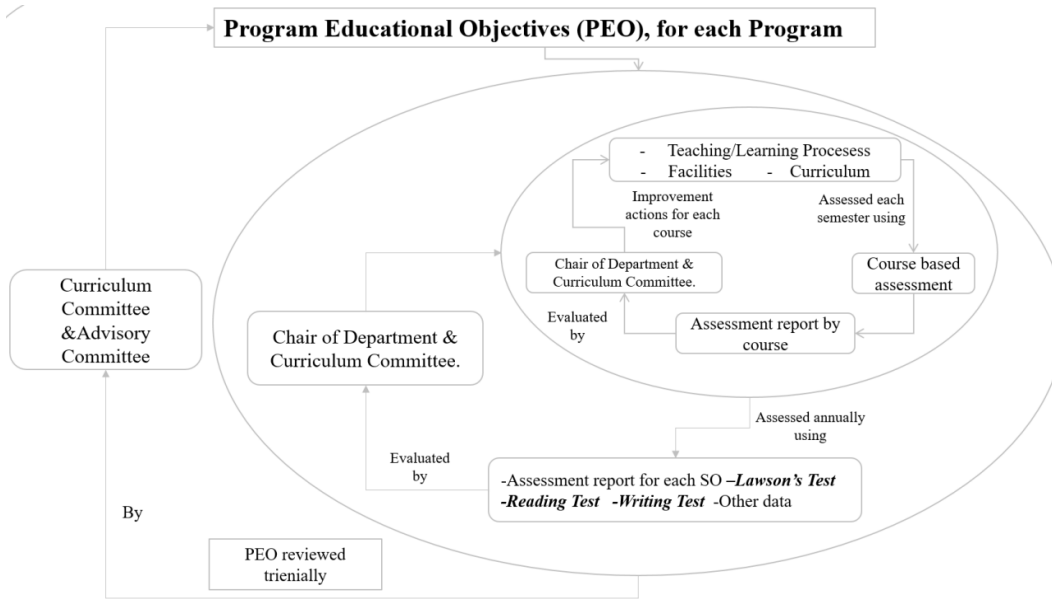 Program Educational Objectives (PEO), for each Program
- Teaching/Learning Procesess
- Facilities - Curriculum
Improvement
actions for each
course
Assessed each
semester using
Chair of Department &
Curriculum Committee.
Course based
assessment
Evaluated
by
Assessment report by
course
Curriculum
Committee
&Advisory
Committee
Chair of Department &
Curriculum Committee.
Assessed annually
using
Evaluated
by
-Assessment report for each SO –Lawson's Test
-Reading Test -Writing Test -Other data
By
PEO reviewed
trienially